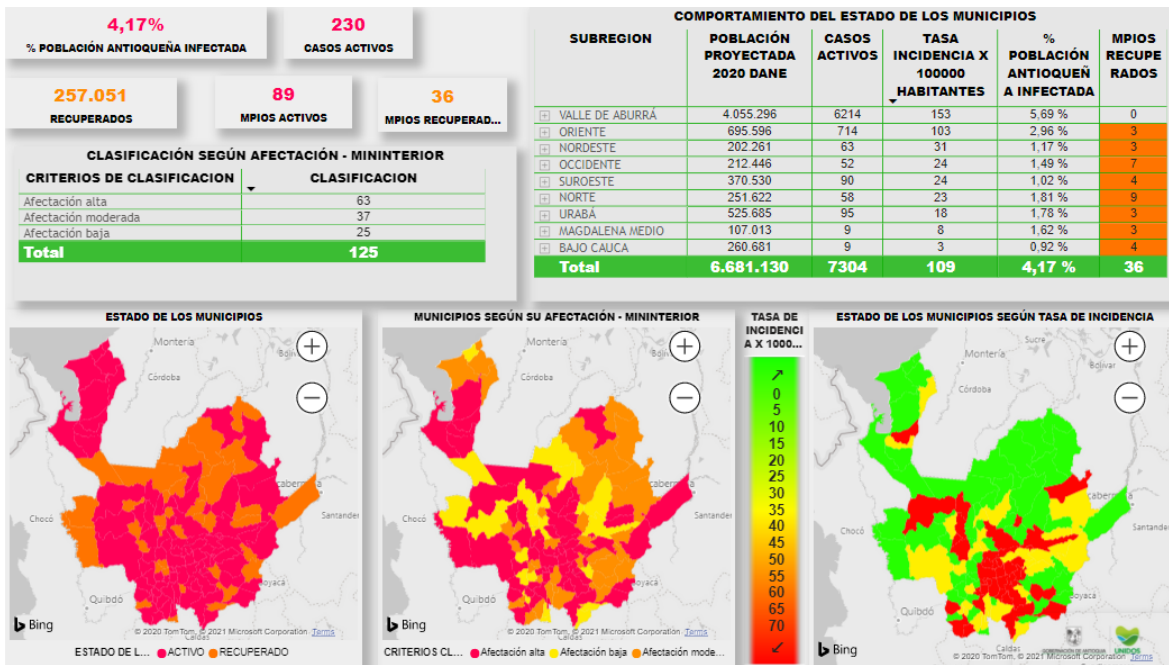 4,17%
% POBLACIÓN ANTIOQUEÑA INFECTADA
230
CASOS ACTIVOS
257.051
RECUPERADOS
89
MPIOS ACTIVOS
36
MPIOS RECUPERAD...
CLASIFICACIÓN SEGÚN AFECTACIÓN - MININTERIOR
CRITERIOS DE CLASIFICACION CLASIFICACION
Afectación alta 63
Afectación moderada 37
Afectación baja 25
Total 125
COMPORTAMIENTO DEL ESTADO DE LOS MUNICIPIOS
SUBREGION POBLACIÓN CASOS TASA % MPIOS
PROYECTADA ACTIVOS INCIDENCIA X POBLACIÓN RECUPE
2020 DANE 100000 ANTIOQUEÑ RADOS
HABITANTES A INFECTADA
VALLE DE ABURRÁ 4.055.296 6214 153 5,69 % 0
ORIENTE 695.596 714 103 2,96 % 3
NORDESTE 202.261 63 31 1,17 % 3
OCCIDENTE 212.446 52 24 1,49 % 7
SUROESTE 370.530 90 24 1,02 % 4
NORTE 251.622 58 23 1,81 % 9
URABÁ 525.685 95 18 1,78 % 3
MAGDALENA MEDIO 107.013 9 8 1,62 % 3
BAJO CAUCA 260.681 9 3 0,92 % 4
Total 6.681.130 7304 109 4,17 % 36
ESTADO DE LOS MUNICIPIOS
Montería
Córdoba
Chocó
Santander
Quibdó
Bing
© 2020 TomTom, © 2021 Microsoft Corporation Terms
Caldas
ESTADO DE L... ACTIVO RECUPERADO
MUNICIPIOS SEGÚN SU AFECTACIÓN - MININTERIOR
Montería
Córdoba
Chocó
Santander
Quibdó
Bing
© 2020 TomTom, © 2021 Microsoft Corporation Terms
Caldas
CRITERIOS CL... Afectación alta Afectación baja Afectación mode...
TASA DE
INCIDENCI
A X 1000...
0
5
10
15
20
25
30
35
40
45
50
55
60
65
70
ESTADO DE LOS MUNICIPIOS SEGÚN TASA DE INCIDENCIA
Sucre
Montería
Bolívar
Córdoba
Chocó
Santander
Quibdó
Caldas
Bing
UNIDOS
© 2020 TomTom, © 2021 Microsoft Corporation Terms